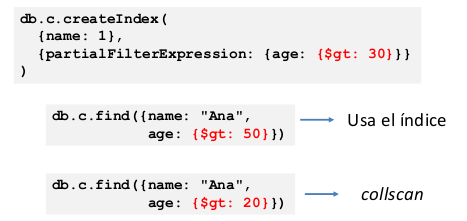 db.c.createIndex(
{name: 1},
{partialFilterExpression: {age: {$gt: 30}}}
)
db.c.find({name: "Ana",
age: {$gt: 50}})
Usa el índice
db.c.find({name: "Ana",
age: {$gt: 20}})
collscan